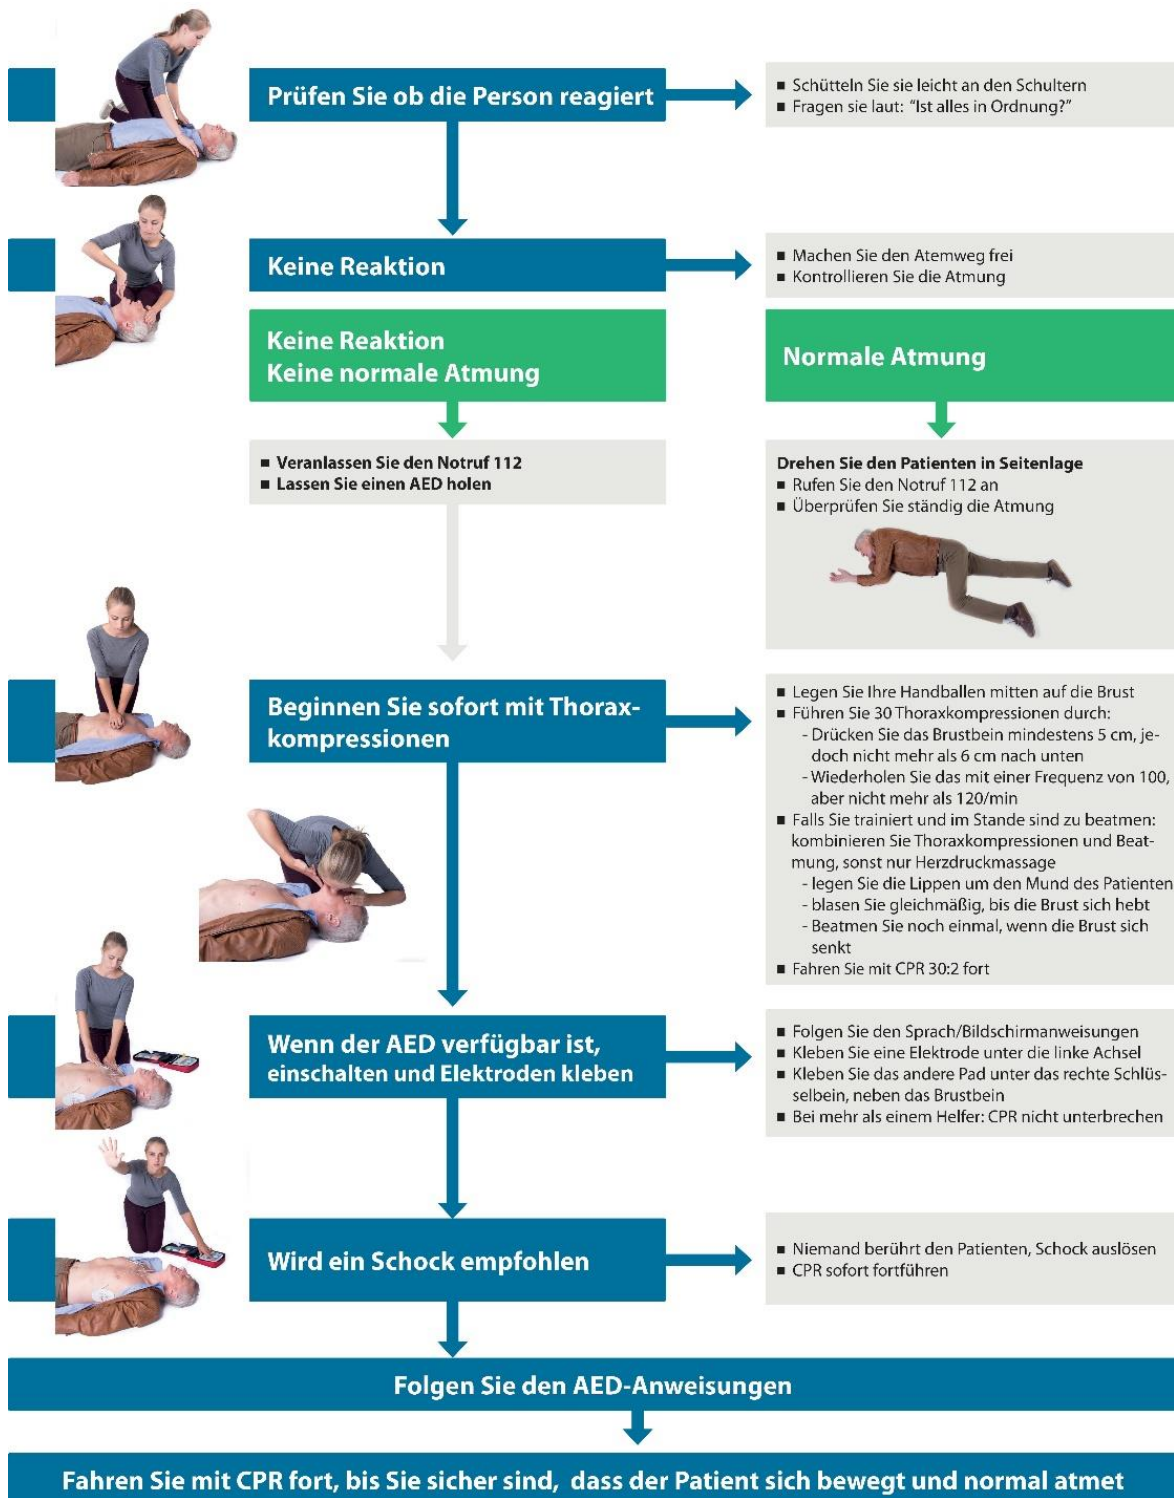 Prüfen Sie ob die Person reagiert
■ Schütteln Sie sie leicht an den Schultern
■ Fragen sie laut: "Ist alles in Ordnung?"
Keine Reaktion
■ Machen Sie den Atemweg frei
■ Kontrollieren Sie die Atmung
Keine Reaktion
Keine normale Atmung
Normale Atmung
■ Veranlassen Sie den Notruf 112
■ Lassen Sie einen AED holen
Drehen Sie den Patienten in Seitenlage
■ Rufen Sie den Notruf 112 an
■ Überprüfen Sie ständig die Atmung
Beginnen Sie sofort mit Thorax-
kompressionen
■ Legen Sie Ihre Handballen mitten auf die Brust
■ Führen Sie 30 Thoraxkompressionen durch:
- Drücken Sie das Brustbein mindestens 5 cm, je-
doch nicht mehr als 6 cm nach unten
- Wiederholen Sie das mit einer Frequenz von 100,
aber nicht mehr als 120/min
■ Falls Sie trainiert und im Stande sind zu beatmen:
kombinieren Sie Thoraxkompressionen und Beat-
mung, sonst nur Herzdruckmassage
- legen Sie die Lippen um den Mund des Patienten
- blasen Sie gleichmäßig, bis die Brust sich hebt
- Beatmen Sie noch einmal, wenn die Brust sich
senkt
■ Fahren Sie mit CPR 30:2 fort
Wenn der AED verfügbar ist,
einschalten und Elektroden kleben
■ Folgen Sie den Sprach/Bildschirmanweisungen
■ Kleben Sie eine Elektrode unter die linke Achsel
■ Kleben Sie das andere Pad unter das rechte Schlüs-
selbein, neben das Brustbein
■ Bei mehr als einem Helfer: CPR nicht unterbrechen
Wird ein Schock empfohlen
■ Niemand berührt den Patienten, Schock auslösen
■ CPR sofort fortführen
Folgen Sie den AED-Anweisungen
Fahren Sie mit CPR fort, bis Sie sicher sind, dass der Patient sich bewegt und normal atmet